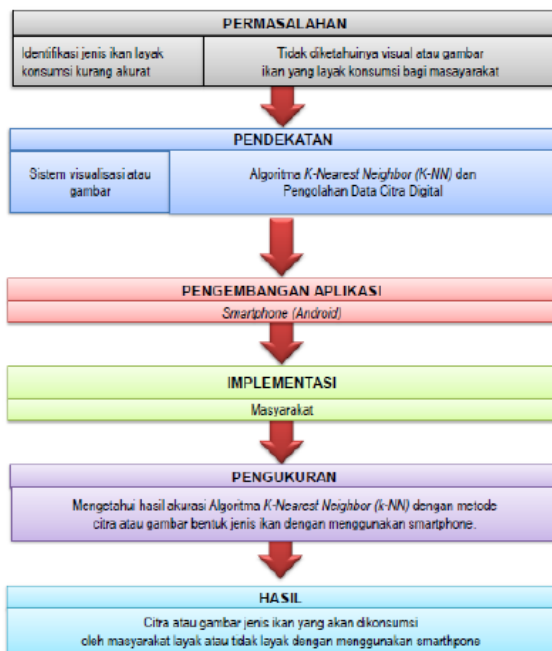 PERMASALAHAN
Identifikasi jenis ikan layak
konsumsi kurang akurat
Tidak diketahuinya visual atau gambar
ikan yang layak konsumsi bagi masayarakat
PENDEKATAN
Sistem visualisasi atau
gambar
Algoritma K-Nearest Neighbor (K-NN) dan
Pengolahan Data Citra Digital
PENGEMBANGAN APLIKASI
Smartphone (Android)
IMPLEMENTASI
Masyarakat
PENGUKURAN
Mengetahui hasil akurasi Algoritma K-Nearest Neighbor (k-NN) dengan metode
citra atau gambar bentuk jenis ikan dengan menggunakan smartphone.
HASIL
Citra atau gambar jenis ikan yang akan dikonsumsi
oleh masyarakat layak atau tidak layak dengan menggunakan smarthpone